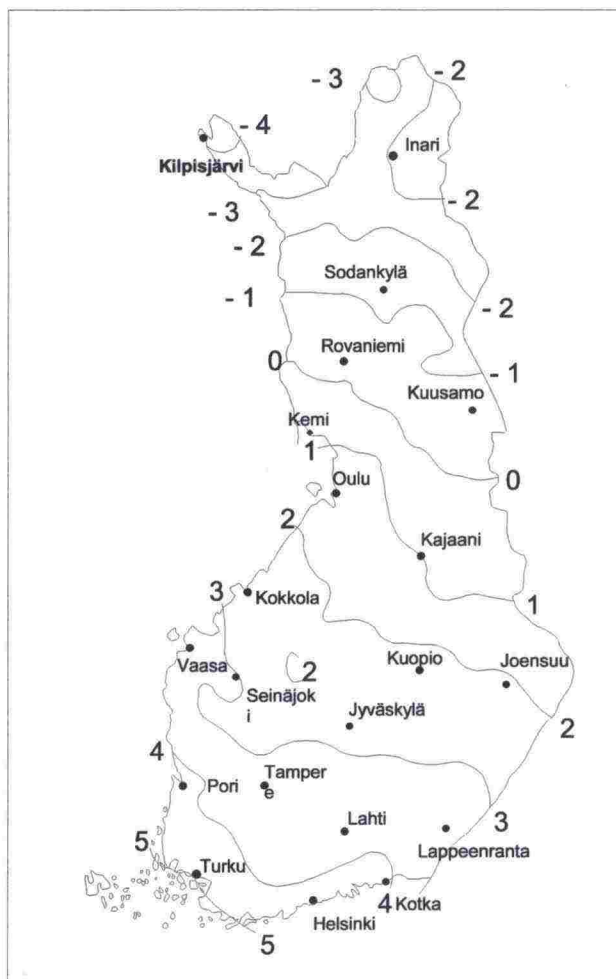 - 3
- 2
- 4
Inari
Kilpisjärvi
- 2
- 3
- 2
Sodankylä
- 1
- 2
Rovaniemi
0
- 1
Kuusamo
Kemi
1
Oulu
0
2
Kajaani
3
Kokkola
1
Vaasa
2
Kuopio
Joensuu
Seinäjok
i
Jyväskylä
2
4
Pori
Tamper
e
Lahti
3
Lappeenranta
5
Turku
4
Kotka
Helsinki
5